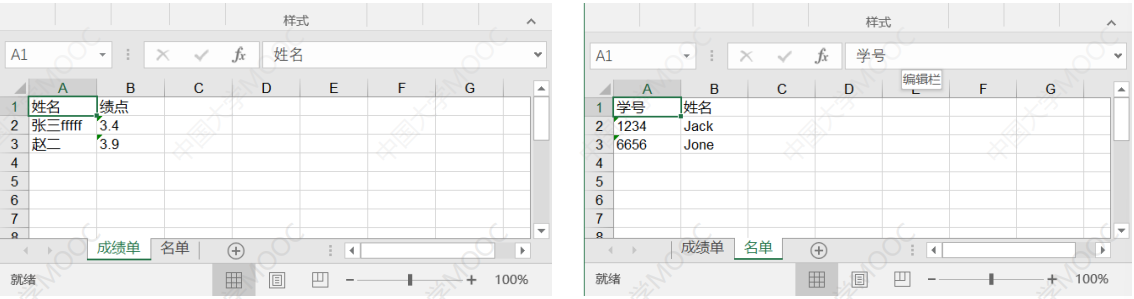 样式
A1 fx 姓名
A B C D E F G
1 姓名 绩点
2 张三fffff 3.4
3 赵二 3.9
4
5
6
7
8
成绩单 名单
就绪 100%
样式
A1 fx 学号
编辑栏
A B C D E F G
1 学号 姓名
2 1234 Jack
3 6656 Jone
4
5
6
7
8
成绩单 名单
就绪 100%
中国大学MOOC